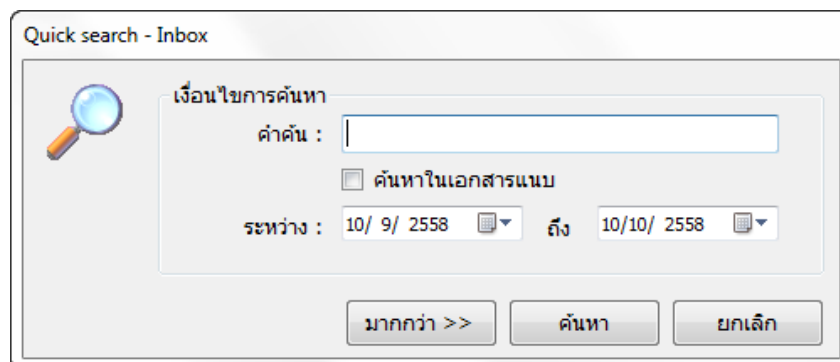 Quick search - Inbox
เงื่อนไขการค้นหา
คำค้น :
ค้นหาในเอกสารแนบ
ระหว่าง : 10/ 9/ 2558 ถึง 10/10/ 2558
มากกว่า >> ค้นหา ยกเลิก